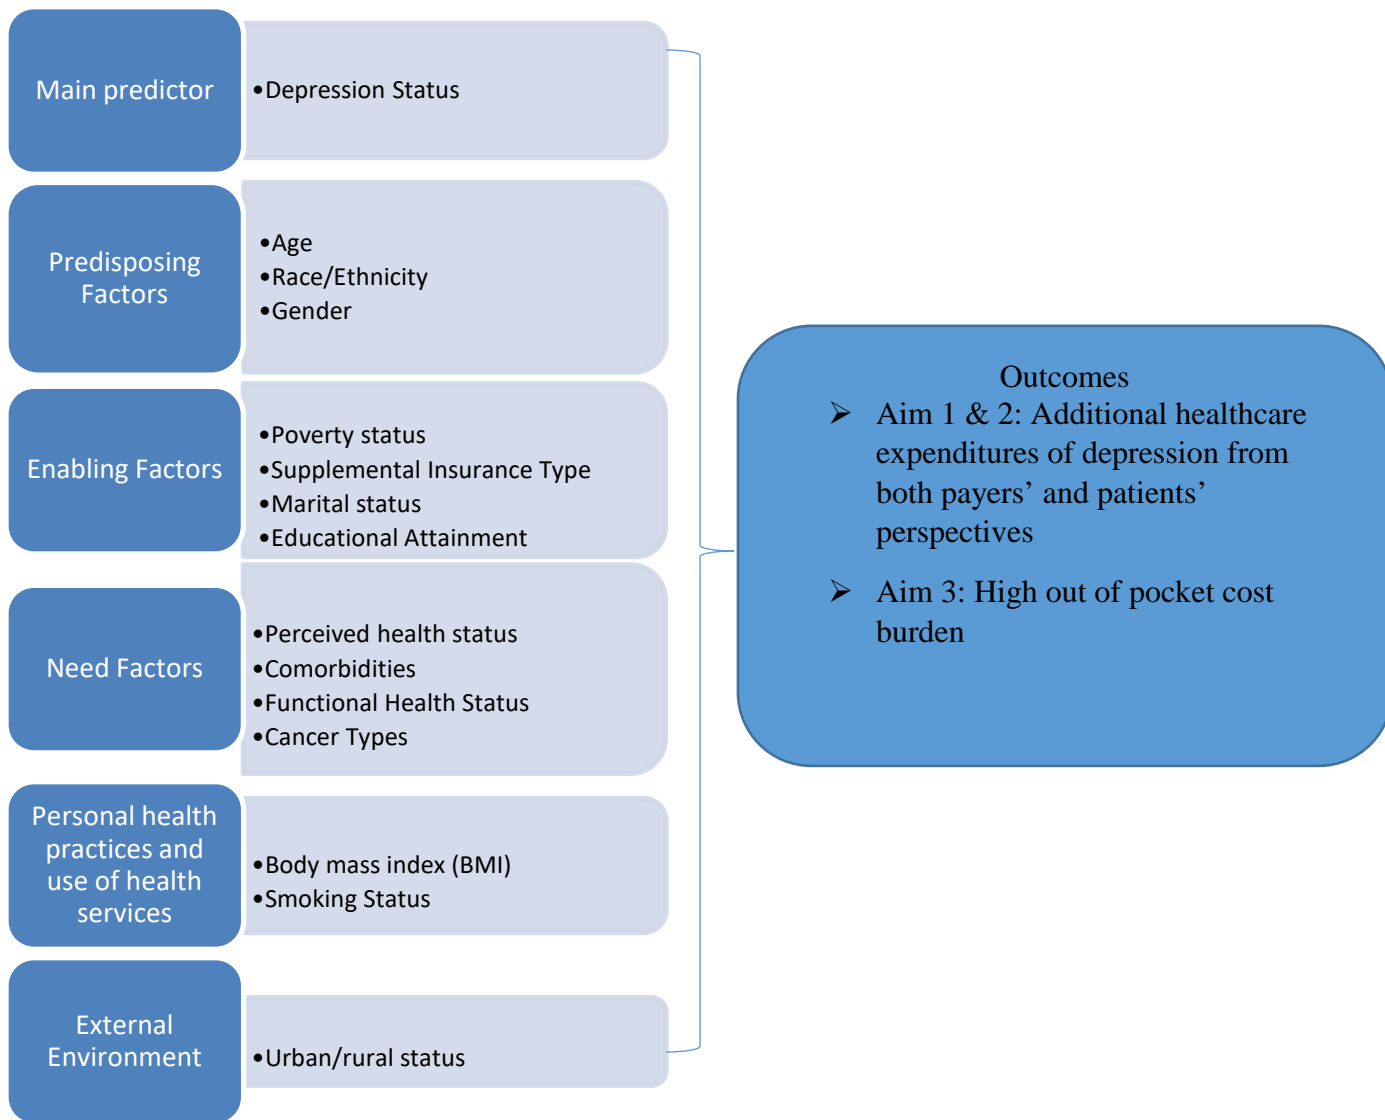 Main predictor
•Depression Status
Predisposing
Factors
•Age
•Race/Ethnicity
•Gender
Enabling Factors
•Poverty status
•Supplemental Insurance Type
•Marital status
•Educational Attainment
Need Factors
•Perceived health status
•Comorbidities
•Functional Health Status
•Cancer Types
Personal health
practices and
use of health
services
•Body mass index (BMI)
•Smoking Status
External
Environment
•Urban/rural status
Outcomes
➢ Aim 1 & 2: Additional healthcare
expenditures of depression from
both payers’ and patients’
perspectives
➢ Aim 3: High out of pocket cost
burden